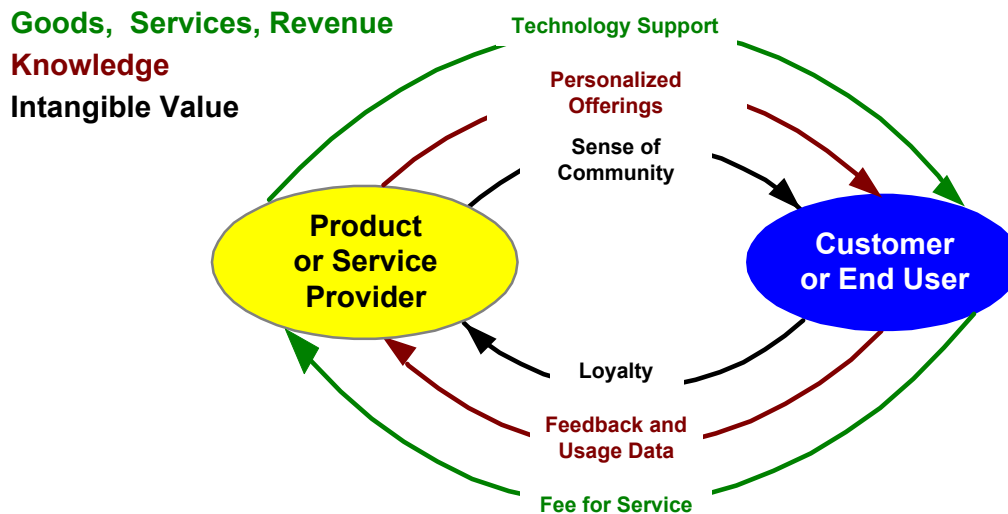 Goods, Services, Revenue
Knowledge
Intangible Value
Technology Support
Personalized
Offerings
Sense of
Community
Product
or Service
Provider
Customer
or End User
Loyalty
Feedback and
Usage Data
Fee for Service